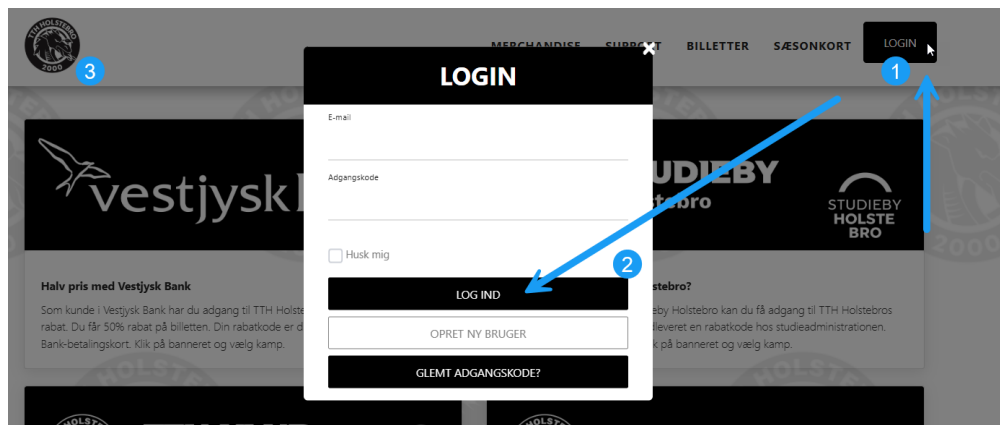 TTH HOLSTEBRO
2000
MERCHANDISE SUPPORT BILLETTER SÆSONKORT LOGIN
1
3
LOGIN
E-mail
Adgangskode
Husk mig
2
LOG IND
OPRET NY BRUGER
GLEMT ADGANGSKODE?
vestjysk
Halv pris med Vestjysk Bank
Som kunde i Vestjysk Bank har du adgang til TTH Holste
rabat. Du får 50% rabat på billetten. Din rabatkode er d
Bank-betalingskort. Klik på banneret og vælg kamp.
TUDIEBY
stebro
STUDIEBY
HOLSTE
BRO
stebro?
eby Holstebro kan du få adgang til TTH Holstebros
dleveret en rabatkode hos studieadministrationen.
k på banneret og vælg kamp.
HOLSTE
HOLSTE